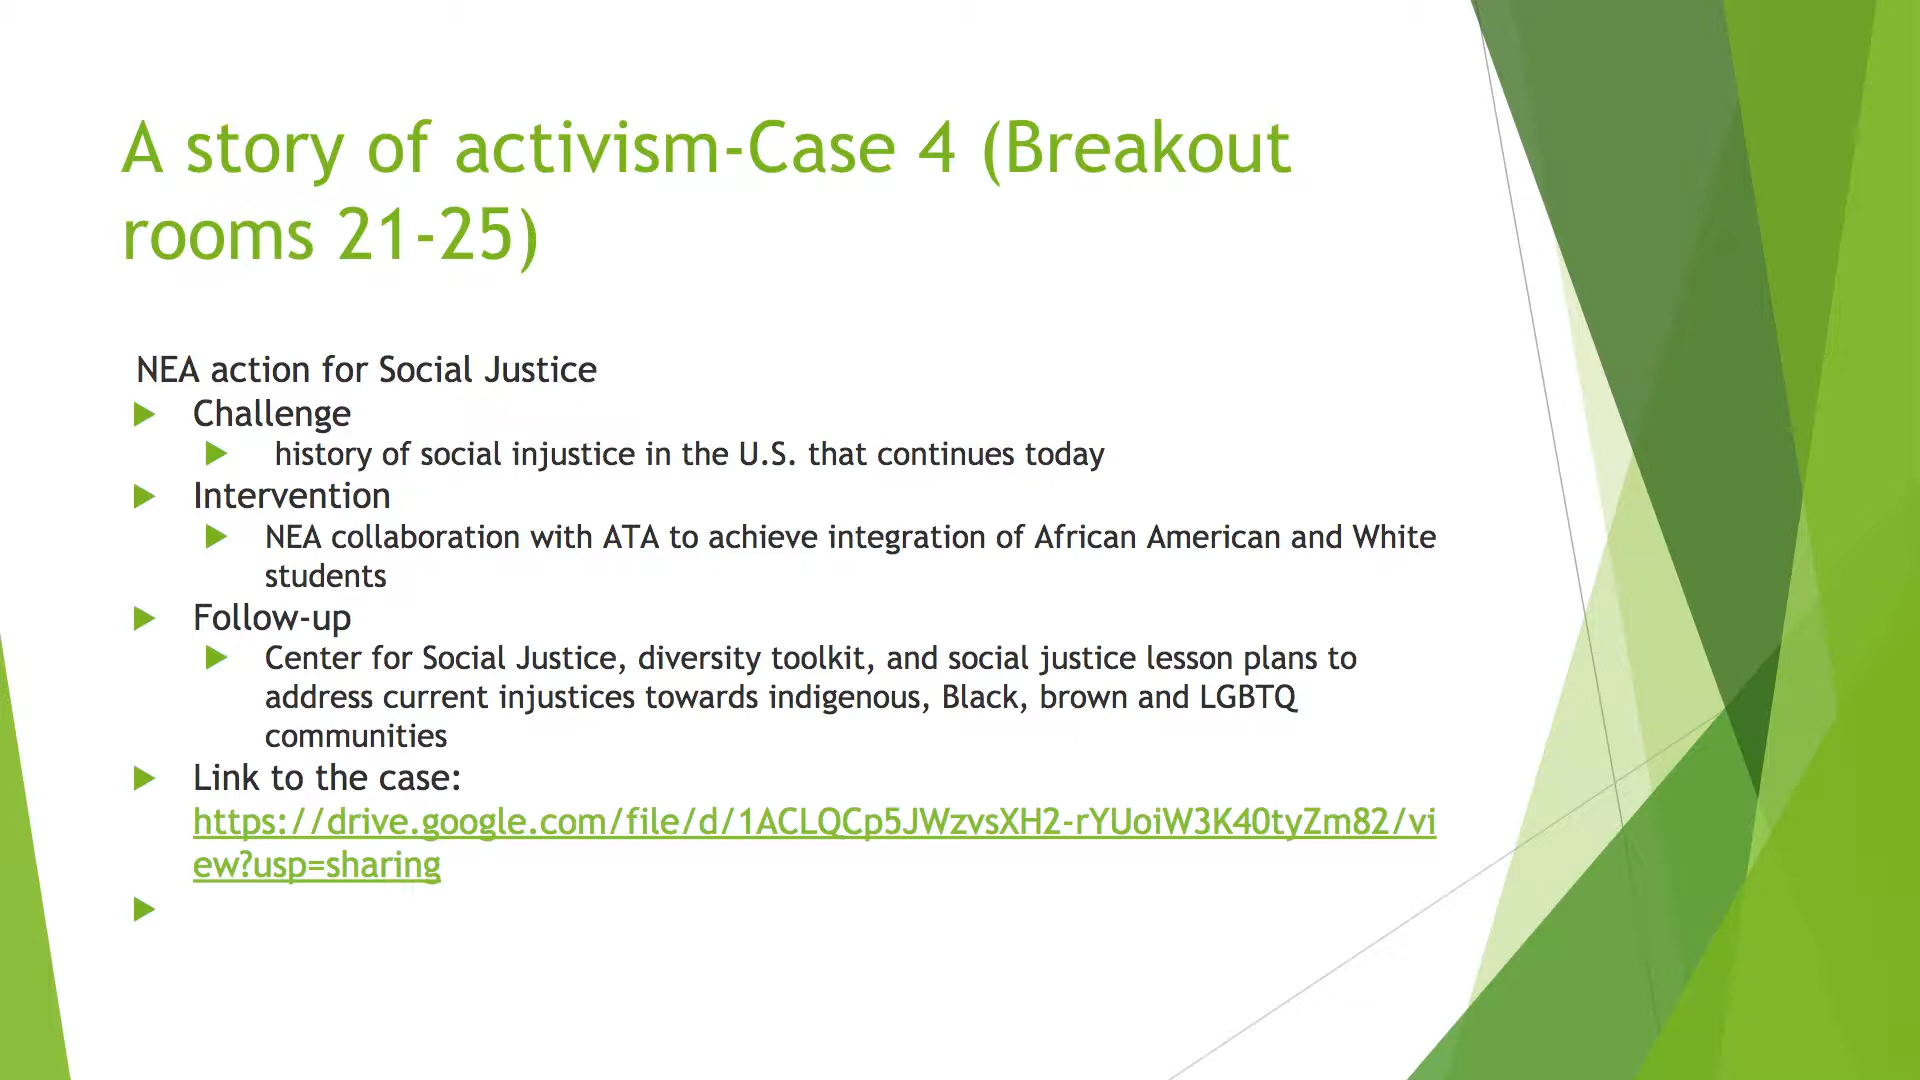 A story of activism-Case 4 (Breakout
rooms 21-25)
NEA action for Social Justice
Challenge
history of social injustice in the U.S. that continues today
Intervention
NEA collaboration with ATA to achieve integration of African American and White
students
Follow-up
Center for Social Justice, diversity toolkit, and social justice lesson plans to
address current injustices towards indigenous, Black, brown and LGBTQ
communities
Link to the case:
https://drive.google.com/file/d/1ACLQCp5JWzvsXH2-rYUoiW3K40tyZm82/vi
ew?usp=sharing